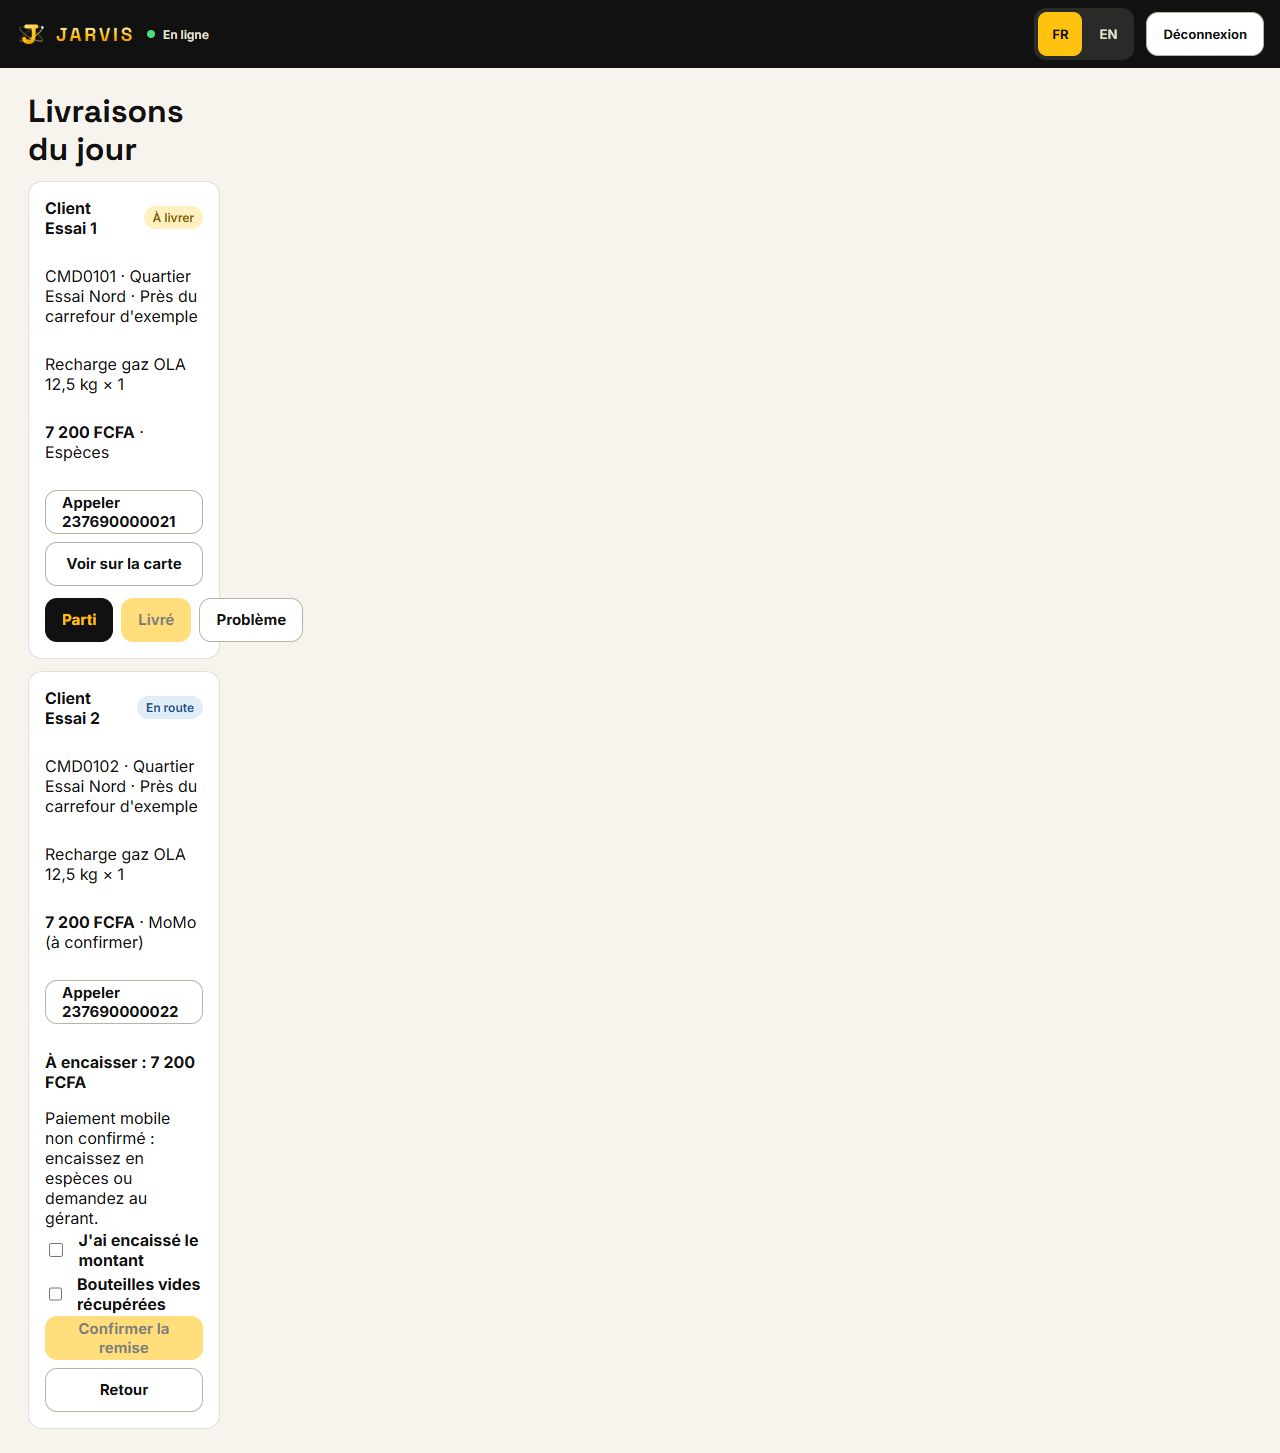 JARVIS En ligne FR EN Déconnexion
Livraisons
du jour
Client
Essai 1
À livrer
CMD0101 · Quartier
Essai Nord · Près du
carrefour d'exemple
Recharge gaz OLA
12,5 kg × 1
7 200 FCFA ·
Espèces
Appeler
237690000021
Voir sur la carte
Parti Livré Problème
Client
Essai 2
En route
CMD0102 · Quartier
Essai Nord · Près du
carrefour d'exemple
Recharge gaz OLA
12,5 kg × 1
7 200 FCFA · MoMo
(à confirmer)
Appeler
237690000022
À encaisser : 7 200
FCFA
Paiement mobile
non confirmé :
encaissez en
espèces ou
demandez au
gérant.
J'ai encaissé le
montant
Bouteilles vides
récupérées
Confirmer la
remise
Retour